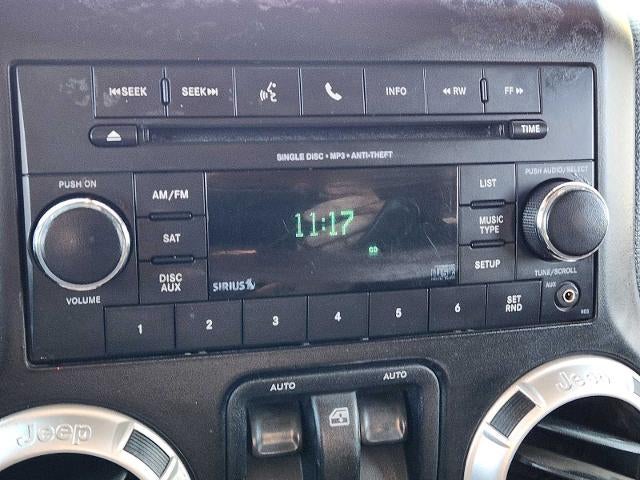 SEEK SEEK INFO RW FF
TIME
SINGLE DISC • MP3 • ANTI-THEFT
PUSH ON
AM/FM
SAT
DISC
AUX
VOLUME
11:17
CD
SIRIUS
LIST
MUSIC
TYPE
SETUP
PUSH AUDIO/SELECT
TUNE/SCROLL
AUX
1 2 3 4 5 6 SET
RND
AUTO AUTO
Jeep Jeep